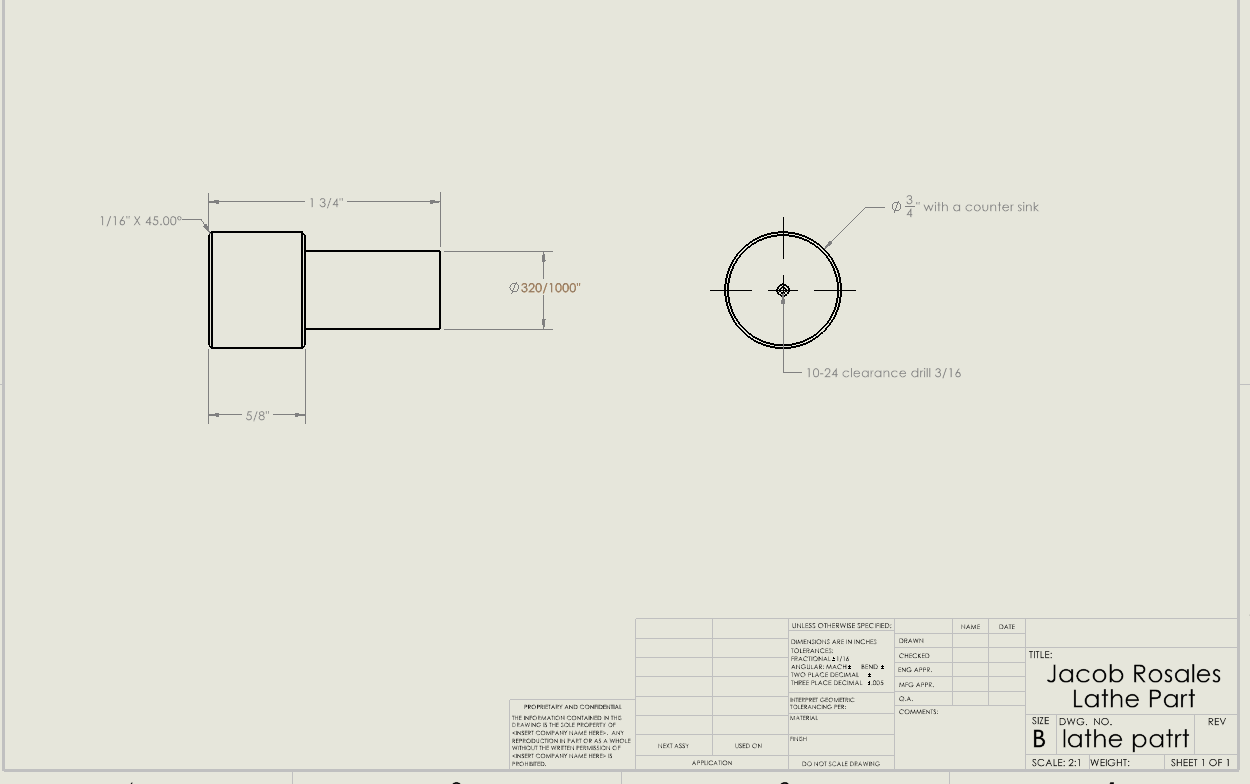 1 3/4"
1/16" X 45.00°
Ø320/1000"
5/8"
Ø 3/4" with a counter sink
10-24 clearance drill 3/16
PROPRIETARY AND CONFIDENTIAL
THE INFORMATION CONTAINED IN THIS
DRAWING IS THE SOLE PROPERTY OF
<INSERT COMPANY NAME HERE>. ANY
REPRODUCTION IN PART OR AS A WHOLE
WITHOUT THE WRITTEN PERMISSION OF
<INSERT COMPANY NAME HERE> IS
PROHIBITED.
NEXT ASSY
USED ON
APPLICATION
UNLESS OTHERWISE SPECIFIED:
DIMENSIONS ARE IN INCHES
TOLERANCES:
FRACTIONAL ±1/16
ANGULAR: MACH± BEND ±
TWO PLACE DECIMAL ±
THREE PLACE DECIMAL ±.005
INTERPRET GEOMETRIC
TOLERANCING PER:
MATERIAL
FINISH
DO NOT SCALE DRAWING
NAME DATE
DRAWN
CHECKED
ENG APPR.
MFG APPR.
Q.A.
COMMENTS:
TITLE:
Jacob Rosales
Lathe Part
SIZE DWG. NO. REV
B lathe patrt
SCALE: 2:1 WEIGHT: SHEET 1 OF 1